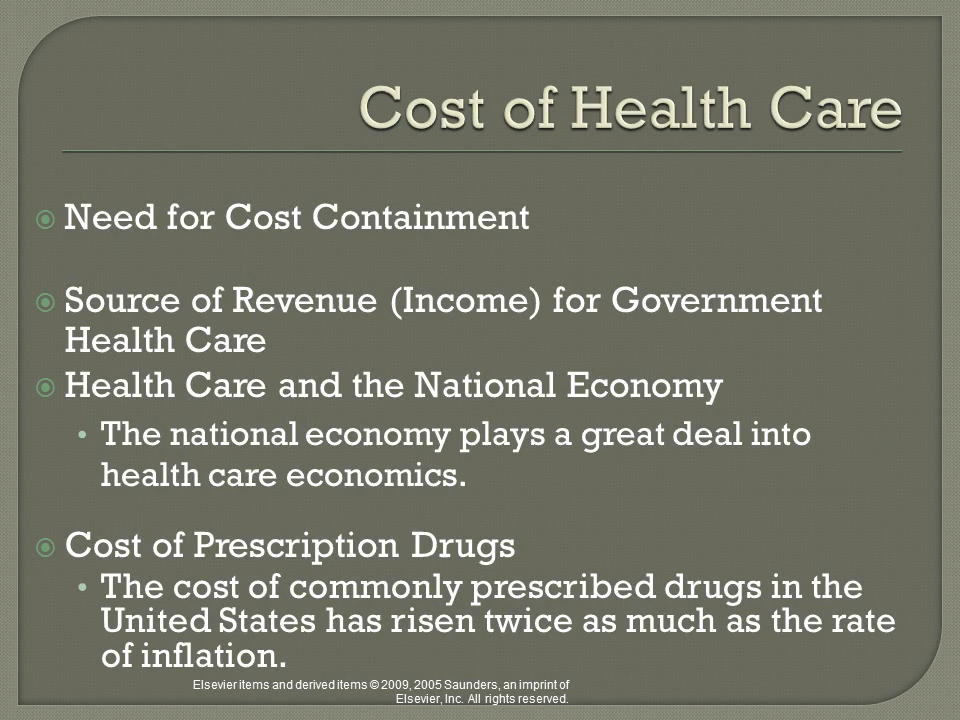 Cost of Health Care
Need for Cost Containment
Source of Revenue (Income) for Government
Health Care
Health Care and the National Economy
• The national economy plays a great deal into
health care economics.
Cost of Prescription Drugs
• The cost of commonly prescribed drugs in the
United States has risen twice as much as the rate
of inflation.
Elsevier items and derived items © 2009, 2005 Saunders, an imprint of
Elsevier, Inc. All rights reserved.